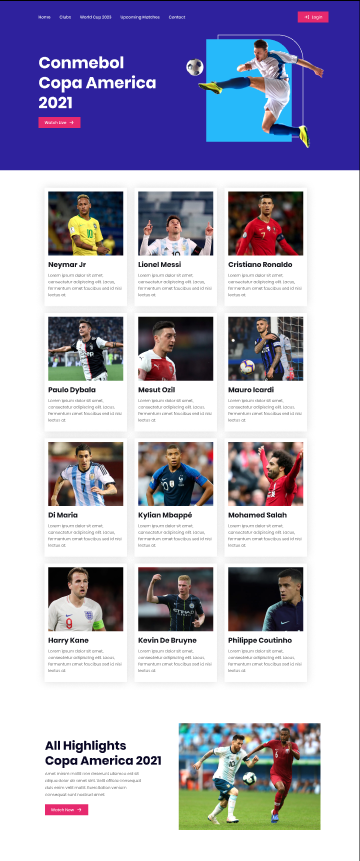 Home Clubs World Cup 2023 Upcoming Matches Contact Login
Conmebol
Copa America
2021
Watch Live
Neymar Jr
Lorem ipsum dolor sit amet,
consectetur adipiscing elit. Lacus,
fermentum amet faucibus sed id nisi
lectus at.
Lionel Messi
Lorem ipsum dolor sit amet,
consectetur adipiscing elit. Lacus,
fermentum amet faucibus sed id nisi
lectus at.
Cristiano Ronaldo
Lorem ipsum dolor sit amet,
consectetur adipiscing elit. Lacus,
fermentum amet faucibus sed id nisi
lectus at.
Paulo Dybala
Lorem ipsum dolor sit amet,
consectetur adipiscing elit. Lacus,
fermentum amet faucibus sed id nisi
lectus at.
Mesut Ozil
Lorem ipsum dolor sit amet,
consectetur adipiscing elit. Lacus,
fermentum amet faucibus sed id nisi
lectus at.
Mauro Icardi
Lorem ipsum dolor sit amet,
consectetur adipiscing elit. Lacus,
fermentum amet faucibus sed id nisi
lectus at.
Di Maria
Lorem ipsum dolor sit amet,
consectetur adipiscing elit. Lacus,
fermentum amet faucibus sed id nisi
lectus at.
Kylian Mbappé
Lorem ipsum dolor sit amet,
consectetur adipiscing elit. Lacus,
fermentum amet faucibus sed id nisi
lectus at.
Mohamed Salah
Lorem ipsum dolor sit amet,
consectetur adipiscing elit. Lacus,
fermentum amet faucibus sed id nisi
lectus at.
Harry Kane
Lorem ipsum dolor sit amet,
consectetur adipiscing elit. Lacus,
fermentum amet faucibus sed id nisi
lectus at.
Kevin De Bruyne
Lorem ipsum dolor sit amet,
consectetur adipiscing elit. Lacus,
fermentum amet faucibus sed id nisi
lectus at.
Philippe Coutinho
Lorem ipsum dolor sit amet,
consectetur adipiscing elit. Lacus,
fermentum amet faucibus sed id nisi
lectus at.
All Highlights
Copa America 2021
Amet minim mollit non deserunt ullamco est sit
aliqua dolor do amet sint. Velit officia consequat
duis enim velit mollit. Exercitation veniam
consequat sunt nostrud amet.
Watch Now